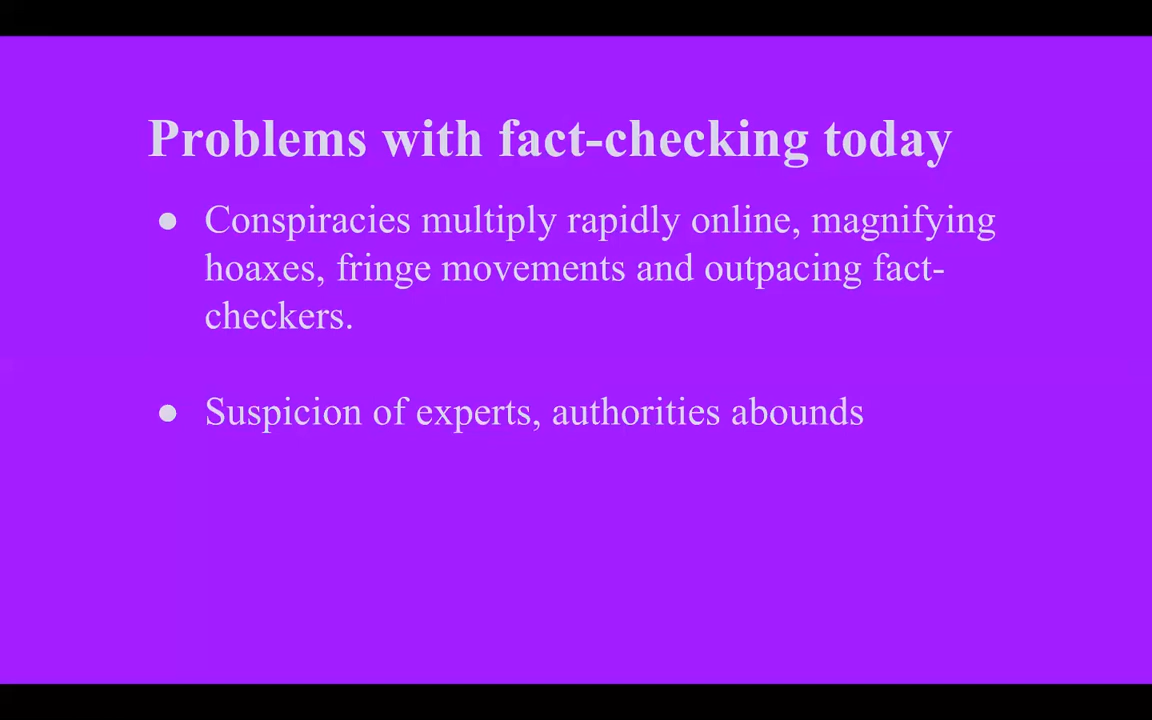 Problems with fact-checking today
● Conspiracies multiply rapidly online, magnifying
hoaxes, fringe movements and outpacing fact-
checkers.
● Suspicion of experts, authorities abounds